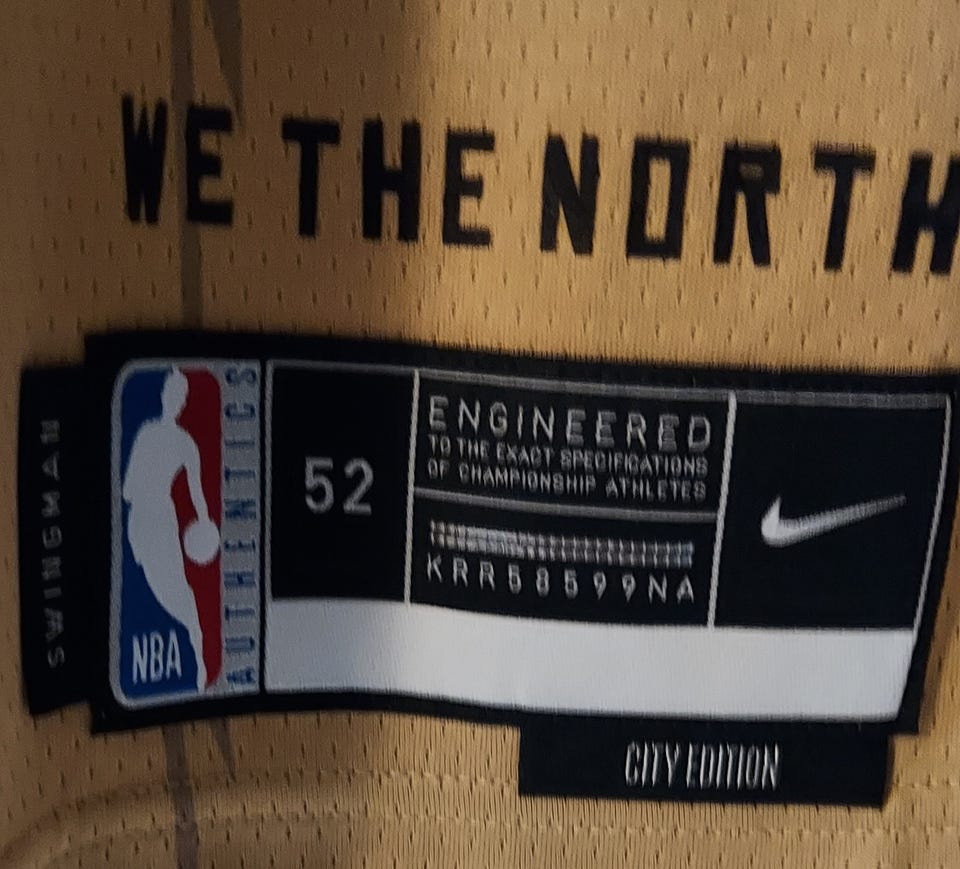 WE THE NORTH
SWINGMAN
NBA
AUTHENTICS
52
ENGINEERED
TO THE EXACT SPECIFICATIONS
OF CHAMPIONSHIP ATHLETES
KRR58599NA
CITY EDITION